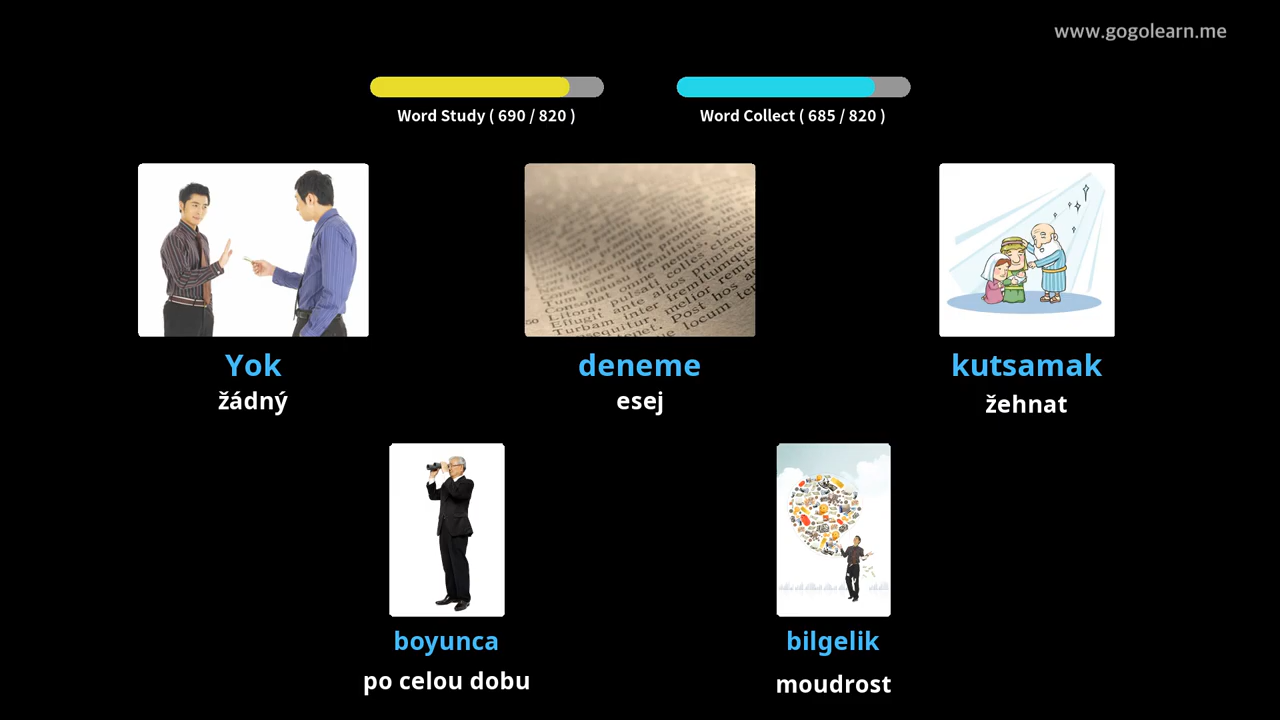 www.gogolearn.me
Word Study ( 690 / 820 )
Word Collect ( 685 / 820 )
Yok
žádný
deneme
esej
kutsamak
žehnat
boyunca
po celou dobu
bilgelik
moudrost